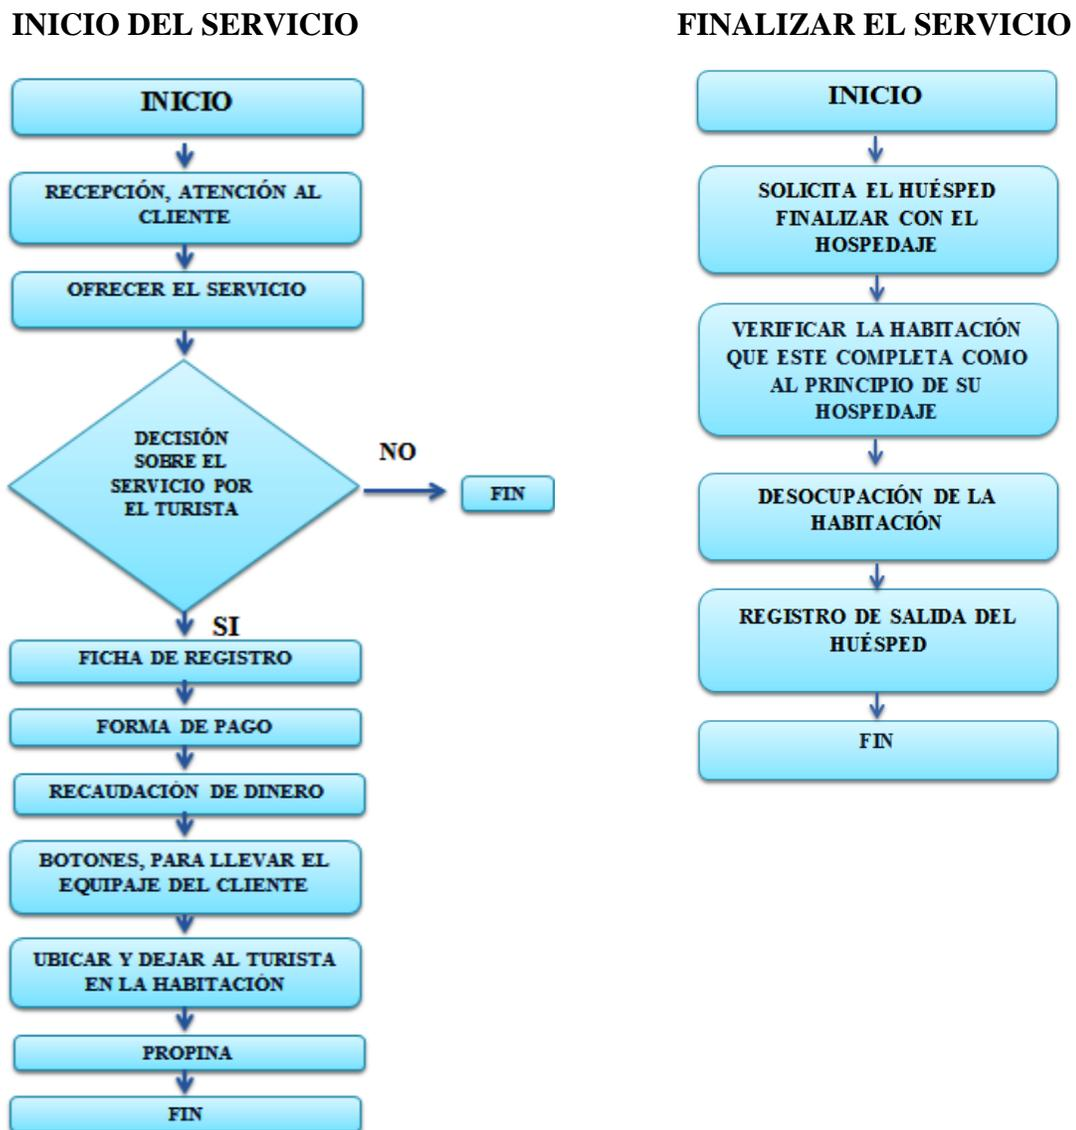 INICIO DEL SERVICIO
INICIO
RECEPCIÓN, ATENCIÓN AL
CLIENTE
OFRECER EL SERVICIO
DECISIÓN
SOBRE EL
SERVICIO POR
EL TURISTA
NO
FIN
SI
FICHA DE REGISTRO
FORMA DE PAGO
RECAUDACIÓN DE DINERO
BOTONES, PARA LLEVAR EL
EQUIPAJE DEL CLIENTE
UBICAR Y DEJAR AL TURISTA
EN LA HABITACIÓN
PROPINA
FIN
FINALIZAR EL SERVICIO
INICIO
SOLICITA EL HUÉSPED
FINALIZAR CON EL
HOSPEDAJE
VERIFICAR LA HABITACIÓN
QUE ESTE COMPLETA COMO
AL PRINCIPIO DE SU
HOSPEDAJE
DESOCUPACIÓN DE LA
HABITACIÓN
REGISTRO DE SALIDA DEL
HUÉSPED
FIN